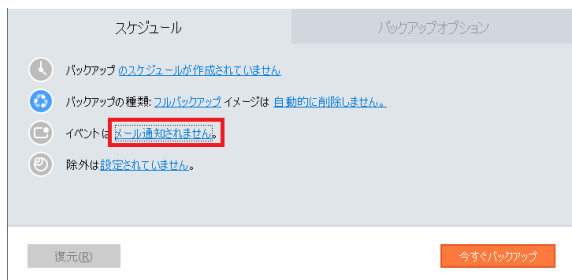 スケジュール
バックアップオプション
バックアップ のスケジュールが作成されていません
バックアップの種類: フルバックアップ イメージは 自動的に削除しません。
イベントは メール通知されません。
除外は設定されていません。
復元(R)
今すぐバックアップ